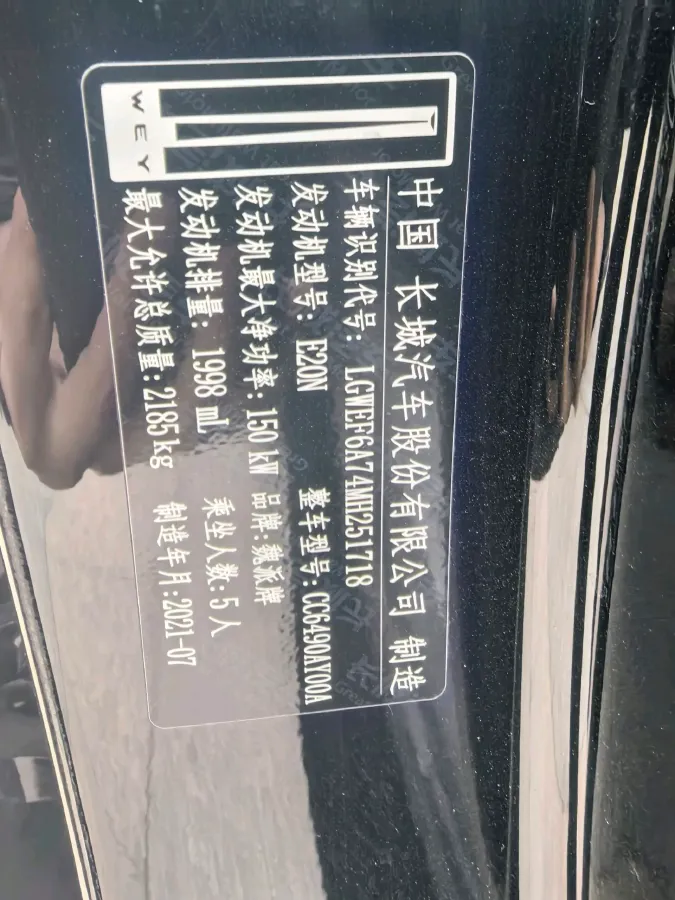 WEY
中国 长城汽车股份有限公司 制造
车辆识别代号: LGWEF6A74MH251718
发动机型号: E20N 整车型号: CC6490AY00A
发动机最大净功率: 150 kW 品牌: 魏派牌
发动机排量: 1998 ml 乘坐人数: 5 人
最大允许总质量: 2185 kg 制造年月: 2021-07